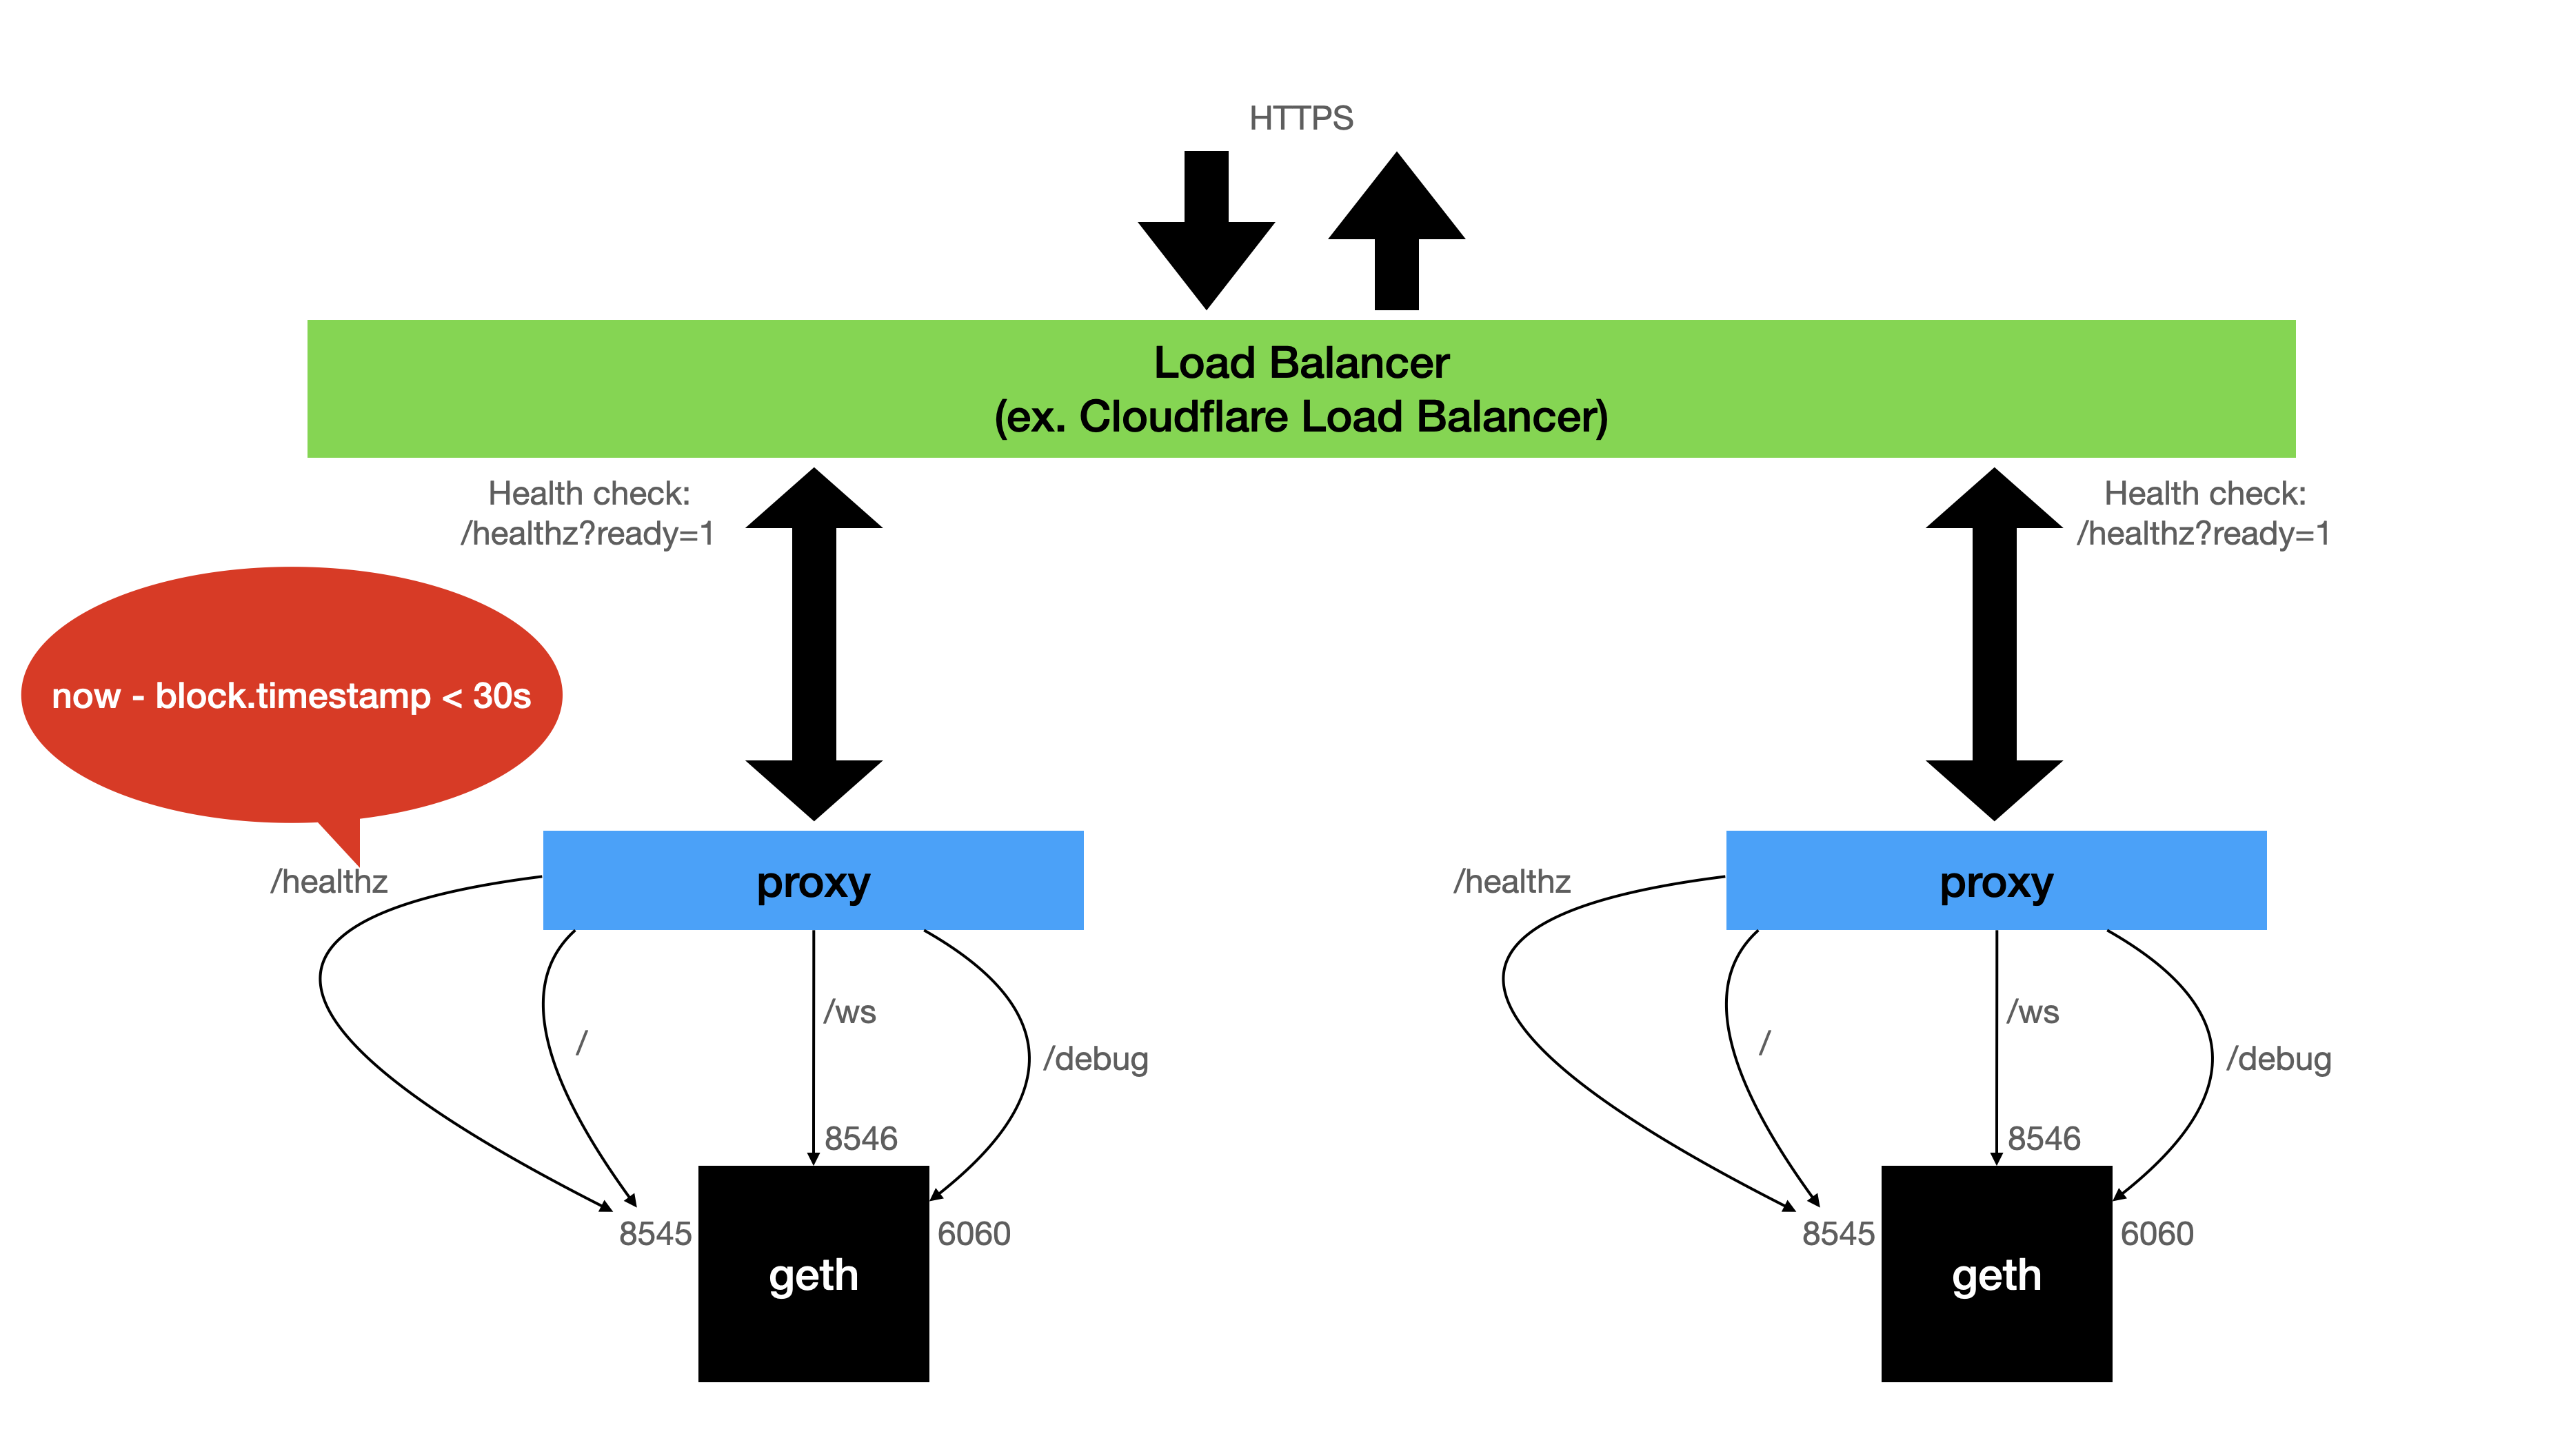 HTTPS
Load Balancer
(ex. Cloudflare Load Balancer)
Health check:
/healthz?ready=1
Health check:
/healthz?ready=1
now - block.timestamp < 30s
/healthz
proxy
/ws
/
/debug
8546
8545
geth
6060
/healthz
proxy
/ws
/
/debug
8546
8545
geth
6060